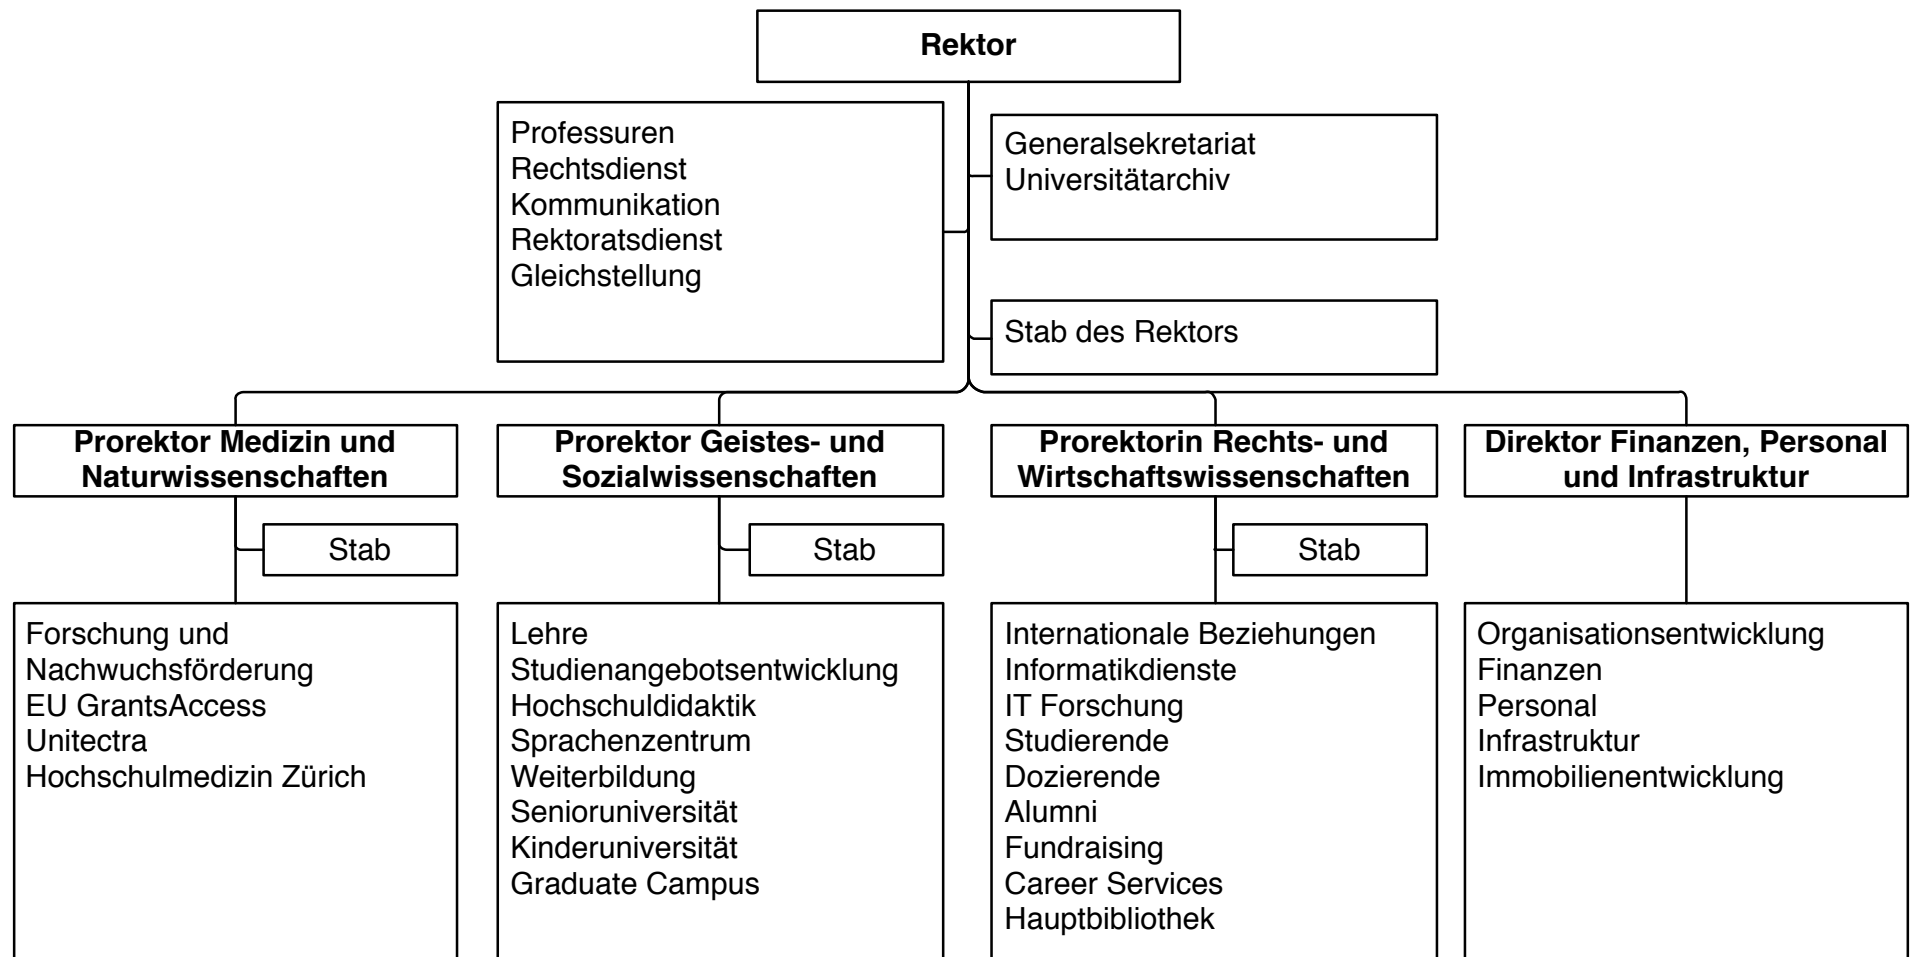 Rektor
Professuren
Rechtsdienst
Kommunikation
Rektoratsdienst
Gleichstellung
Generalsekretariat
Universitätarchiv
Stab des Rektors
Prorektor Medizin und
Naturwissenschaften
Stab
Forschung und
Nachwuchsförderung
EU GrantsAccess
Unitectra
Hochschulmedizin Zürich
Prorektor Geistes- und
Sozialwissenschaften
Stab
Lehre
Studienangebotsentwicklung
Hochschuldidaktik
Sprachenzentrum
Weiterbildung
Senioruniversität
Kinderuniversität
Graduate Campus
Prorektorin Rechts- und
Wirtschaftswissenschaften
Stab
Internationale Beziehungen
Informatikdienste
IT Forschung
Studierende
Dozierende
Alumni
Fundraising
Career Services
Hauptbibliothek
Direktor Finanzen, Personal
und Infrastruktur
Organisationsentwicklung
Finanzen
Personal
Infrastruktur
Immobilienentwicklung